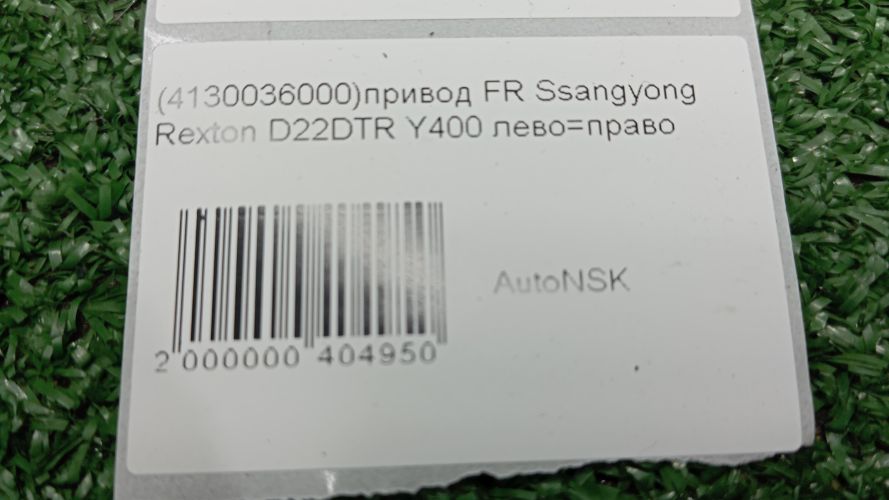 (4130036000)привод FR Ssangyong
Rexton D22DTR Y400 лево=право
AutoNSK
2 000000 404950